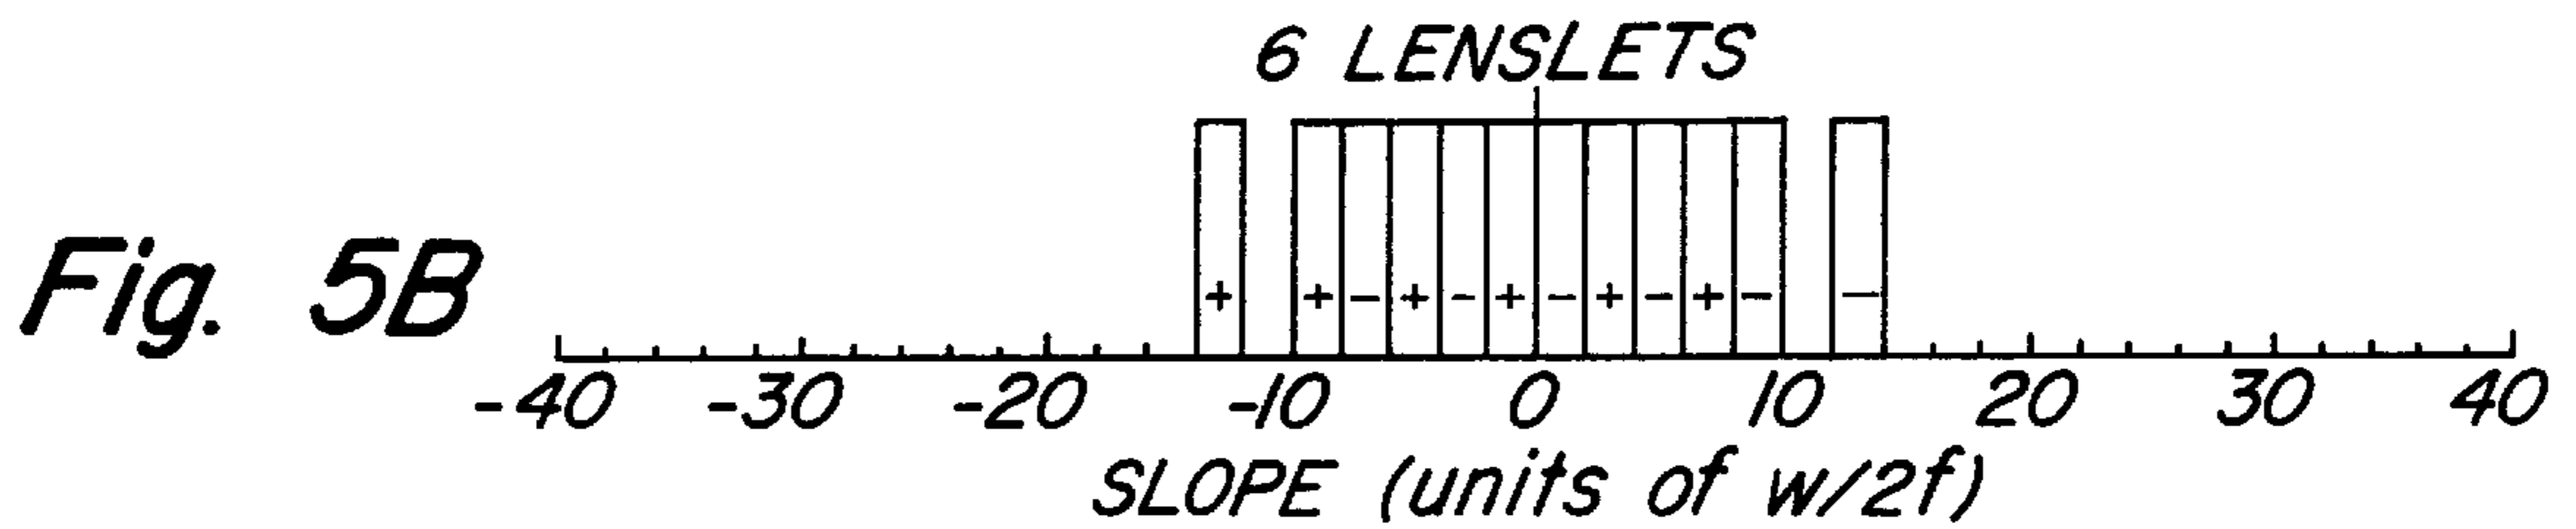 6 LENSLETS
+ + - + - + - + - + - -
Fig. 5B
-40 -30 -20 -10 0 10 20 30 40
SLOPE (units of w/2f)